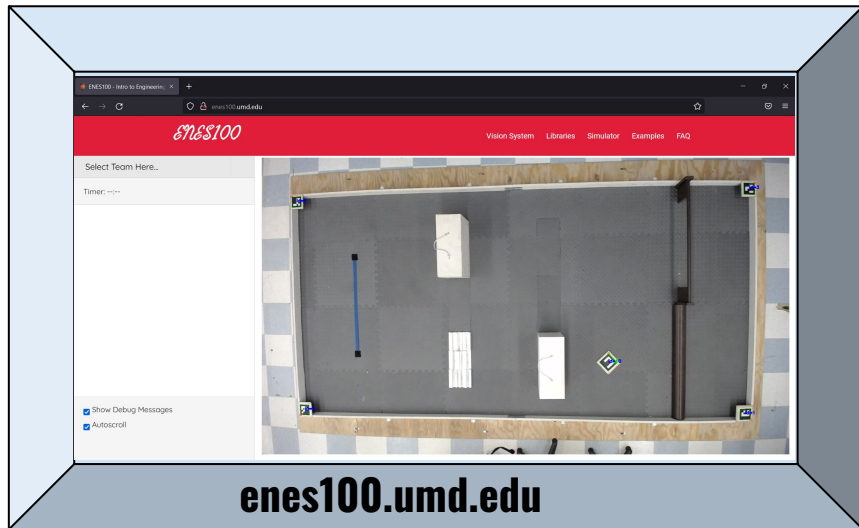 ENES100 - Intro to Engineering
enes100.umd.edu
ENES100
Vision System Libraries Simulator Examples FAQ
Select Team Here...
Timer: --:--
Show Debug Messages
Autoscroll
enes100.umd.edu